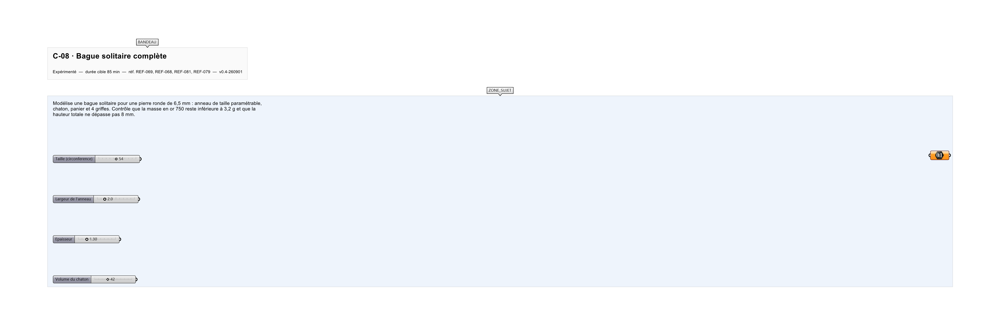 BANDEAU
C-08 · Bague solitaire complète
Expérimenté — durée cible 85 min — réf. REF-069, REF-068, REF-081, REF-079 — v0.4-260901
ZONE_SUJET
Modélise une bague solitaire pour une pierre ronde de 6,5 mm : anneau de taille paramétrable,
chaton, panier et 4 griffes. Contrôle que la masse en or 750 reste inférieure à 3,2 g et que la
hauteur totale ne dépasse pas 8 mm.
Taille (circonference) 54
0.1
Largeur de l'anneau 2.0
Epaisseur 1.30
Volume du chaton 42